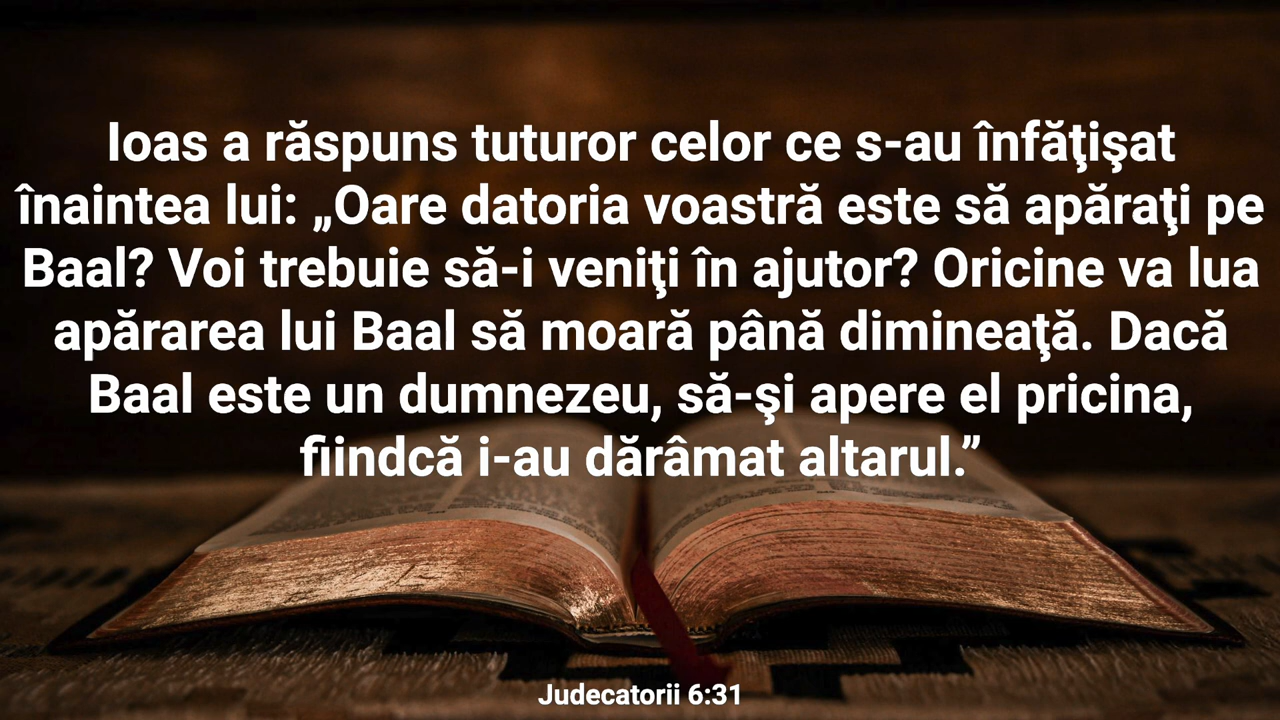 Ioas a răspuns tuturor celor ce s-au înfăţişat
înaintea lui: „Oare datoria voastră este să apăraţi pe
Baal? Voi trebuie să-i veniţi în ajutor? Oricine va lua
apărarea lui Baal să moară până dimineaţă. Dacă
Baal este un dumnezeu, să-şi apere el pricina,
fiindcă i-au dărâmat altarul.”
Judecatorii 6:31